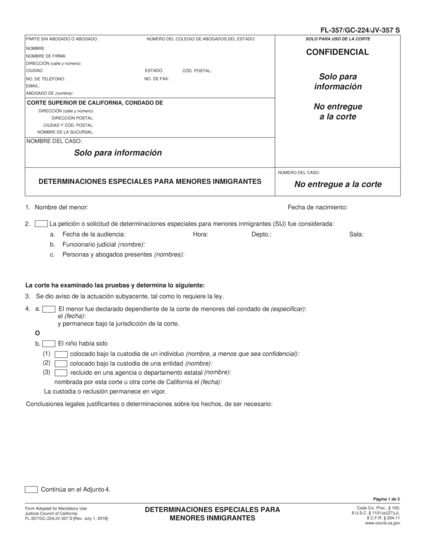 FL-357/GC-224/JV-357 S
PARTE SIN ABOGADO O ABOGADO: NÚMERO DEL COLEGIO DE ABOGADOS DEL ESTADO:
NOMBRE:
NOMBRE DE FIRMA:
DIRECCIÓN (calle y número):
CIUDAD: ESTADO: COD. POSTAL:
NO. DE TELÉFONO: NO. DE FAX:
EMAIL:
ABOGADO DE (nombre):
SOLO PARA USO DE LA CORTE
CONFIDENCIAL
Solo para
información
No entregue
a la corte
CORTE SUPERIOR DE CALIFORNIA, CONDADO DE
DIRECCIÓN (calle y número):
DIRECCIÓN POSTAL:
CIUDAD Y COD. POSTAL:
NOMBRE DE LA SUCURSAL:
NOMBRE DEL CASO:
Solo para información
DETERMINACIONES ESPECIALES PARA MENORES INMIGRANTES
NÚMERO DEL CASO:
No entregue a la corte
1. Nombre del menor: Fecha de nacimiento:
2. La petición o solicitud de determinaciones especiales para menores inmigrantes (SIJ) fue considerada:
a. Fecha de la audiencia: Hora: Depto.: Sala:
b. Funcionario judicial (nombre):
c. Personas y abogados presentes (nombres):
La corte ha examinado las pruebas y determina lo siguiente:
3. Se dio aviso de la actuación subyacente, tal como lo requiere la ley.
4. a. El menor fue declarado dependiente de la corte de menores del condado de (especificar):
el (fecha):
y permanece bajo la jurisdicción de la corte.
O
b. El niño había sido
(1) colocado bajo la custodia de un individuo (nombre, a menos que sea confidencial):
(2) colocado bajo la custodia de una entidad (nombre):
(3) recluido en una agencia o departamento estatal (nombre):
nombrada por esta corte u otra corte de California el (fecha):
La custodia o reclusión permanece en vigor.
Conclusiones legales justificantes o determinaciones sobre los hechos, de ser necesario:
Continúa en el Adjunto 4.
Página 1 de 2
Form Adopted for Mandatory Use
Judicial Council of California
FL-357/GC-224/JV-357 S [Rev. July 1, 2016]
DETERMINACIONES ESPECIALES PARA
MENORES INMIGRANTES
Code Civ. Proc., § 155;
8 U.S.C. § 1101(a)(27)(J);
8 C.F.R. § 204.11
www.courts.ca.gov